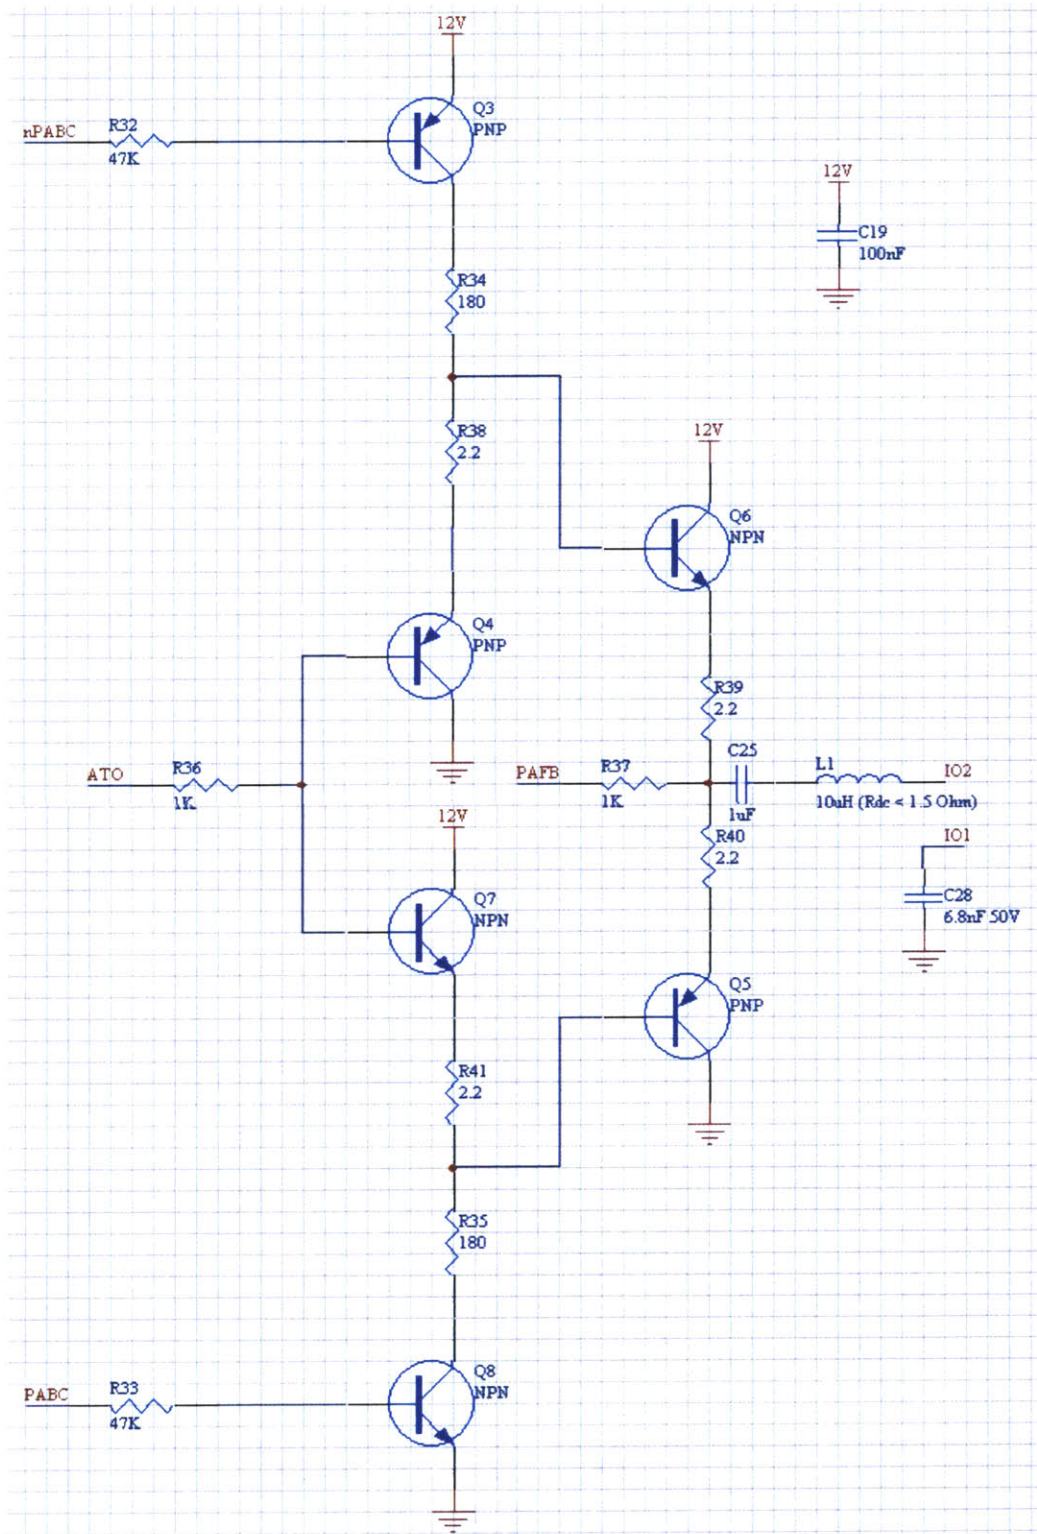 12V
Q3
PNP
nPABC
R32
47K
12V
C19
100nF
R34
180
R38
2.2
12V
Q6
NPN
Q4
PNP
R39
2.2
ATO
R36
1K
PAFB
R37
1K
C25
1uF
L1
10uH (Rdc < 1.5 Ohm)
IO2
12V
R40
2.2
IO1
C28
6.8nF 50V
Q7
NPN
Q5
PNP
R41
2.2
R35
180
Q8
NPN
PABC
R33
47K